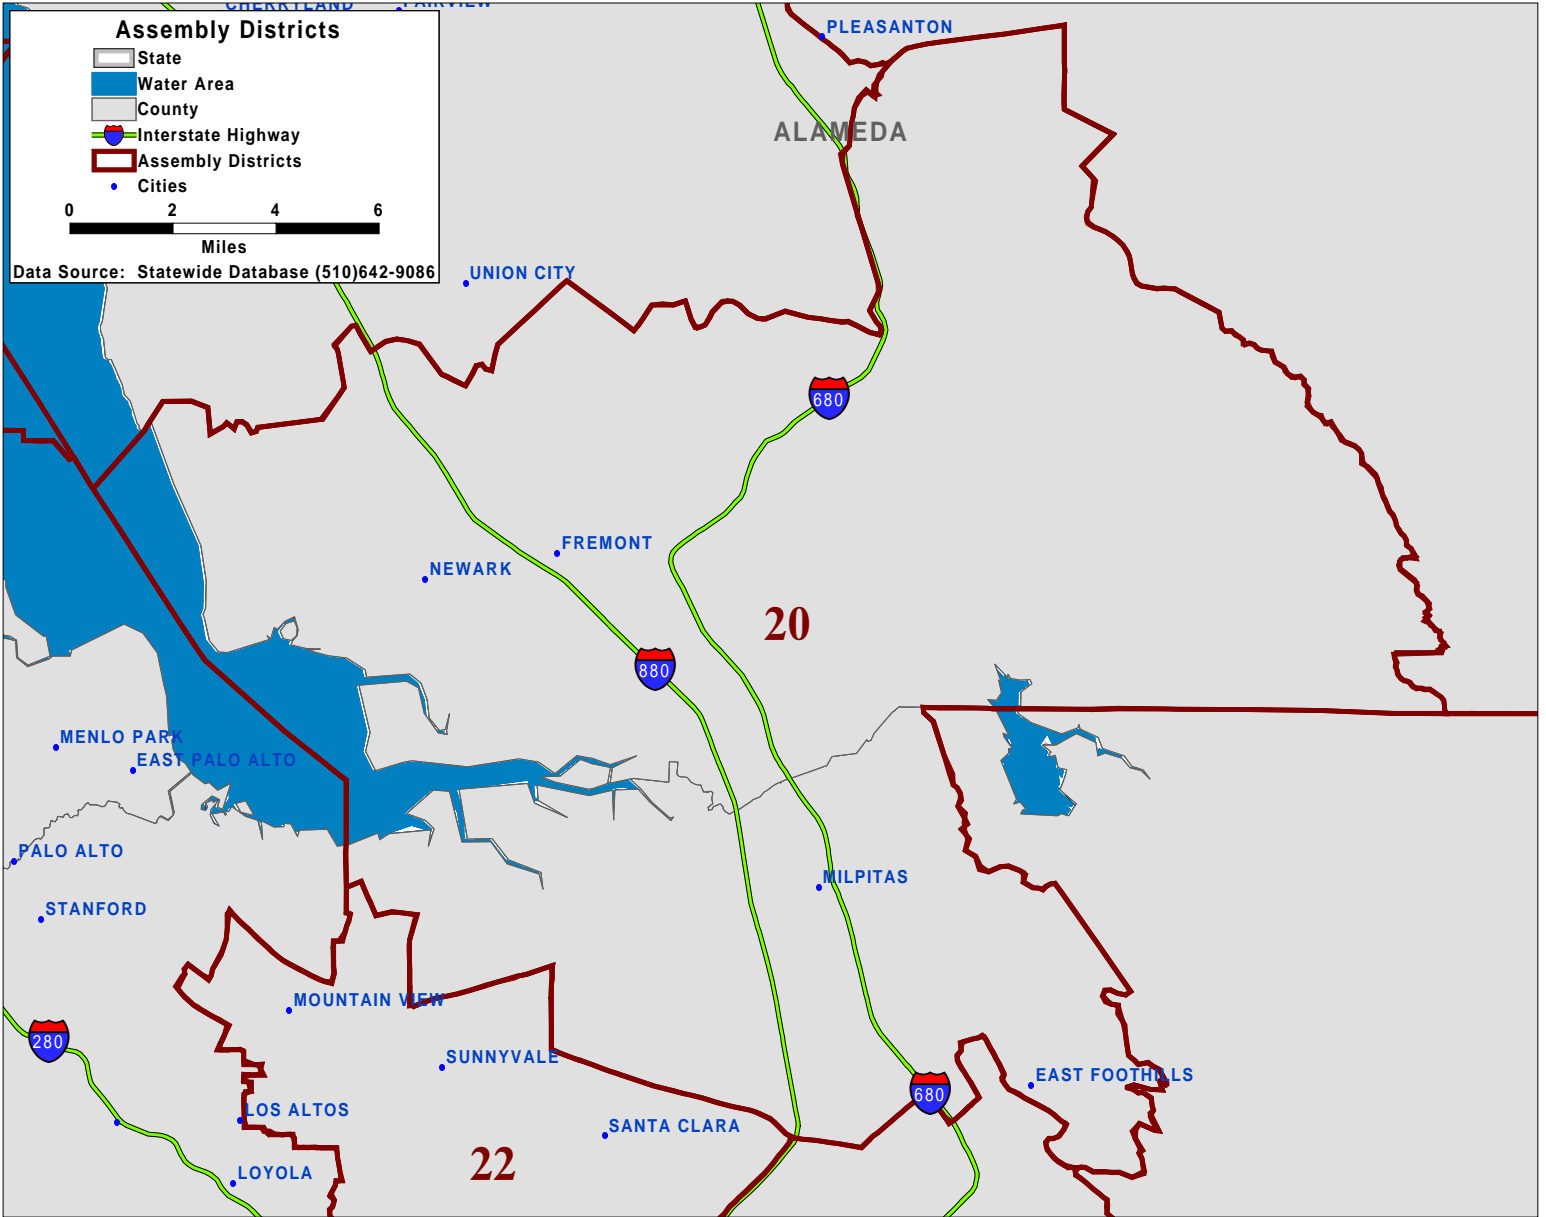 CHERRYLAND
FAIRVIEW
Assembly Districts
State
Water Area
County
Interstate Highway
Assembly Districts
Cities
0 2 4 6
Miles
Data Source: Statewide Database (510)642-9086
PLEASANTON
ALAMEDA
UNION CITY
680
FREMONT
NEWARK
20
880
MENLO PARK
EAST PALO ALTO
PALO ALTO
MILPITAS
STANFORD
MOUNTAIN VIEW
280
SUNNYVALE
EAST FOOTHILLS
680
LOS ALTOS
SANTA CLARA
22
LOYOLA